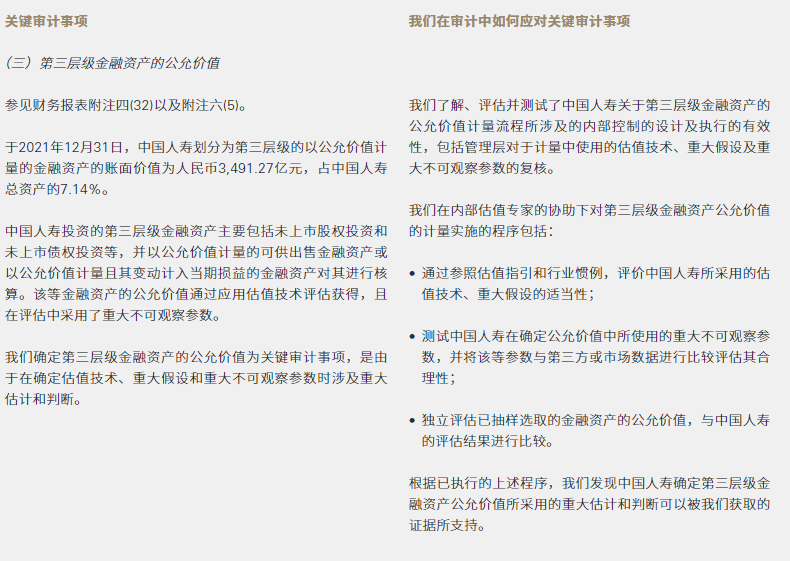 关键审计事项
（三）第三层级金融资产的公允价值
参见财务报表附注四(32)以及附注六(5)。
于2021年12月31日，中国人寿划分为第三层级的以公允价值计
量的金融资产的账面价值为人民币3,491.27亿元，占中国人寿
总资产的7.14%。
中国人寿投资的第三层级金融资产主要包括未上市股权投资和
未上市债权投资等，并以公允价值计量的可供出售金融资产或
以公允价值计量且其变动计入当期损益的金融资产对其进行核
算。该等金融资产的公允价值通过应用估值技术评估获得，且
在评估中采用了重大不可观察参数。
我们确定第三层级金融资产的公允价值为关键审计事项，是由
于在确定估值技术、重大假设和重大不可观察参数时涉及重大
估计和判断。
我们在审计中如何应对关键审计事项
我们了解、评估并测试了中国人寿关于第三层级金融资产的
公允价值计量流程所涉及的内部控制的设计及执行的有效
性，包括管理层对于计量中使用的估值技术、重大假设及重
大不可观察参数的复核。
我们在内部估值专家的协助下对第三层级金融资产公允价值
的计量实施的程序包括：
• 通过参照估值指引和行业惯例，评价中国人寿所采用的估
值技术、重大假设的适当性；
• 测试中国人寿在确定公允价值中所使用的重大不可观察参
数，并将该等参数与第三方或市场数据进行比较评估其合
理性；
• 独立评估已抽样选取的金融资产的公允价值，与中国人寿
的评估结果进行比较。
根据已执行的上述程序，我们发现中国人寿确定第三层级金
融资产公允价值所采用的重大估计和判断可以被我们获取的
证据所支持。